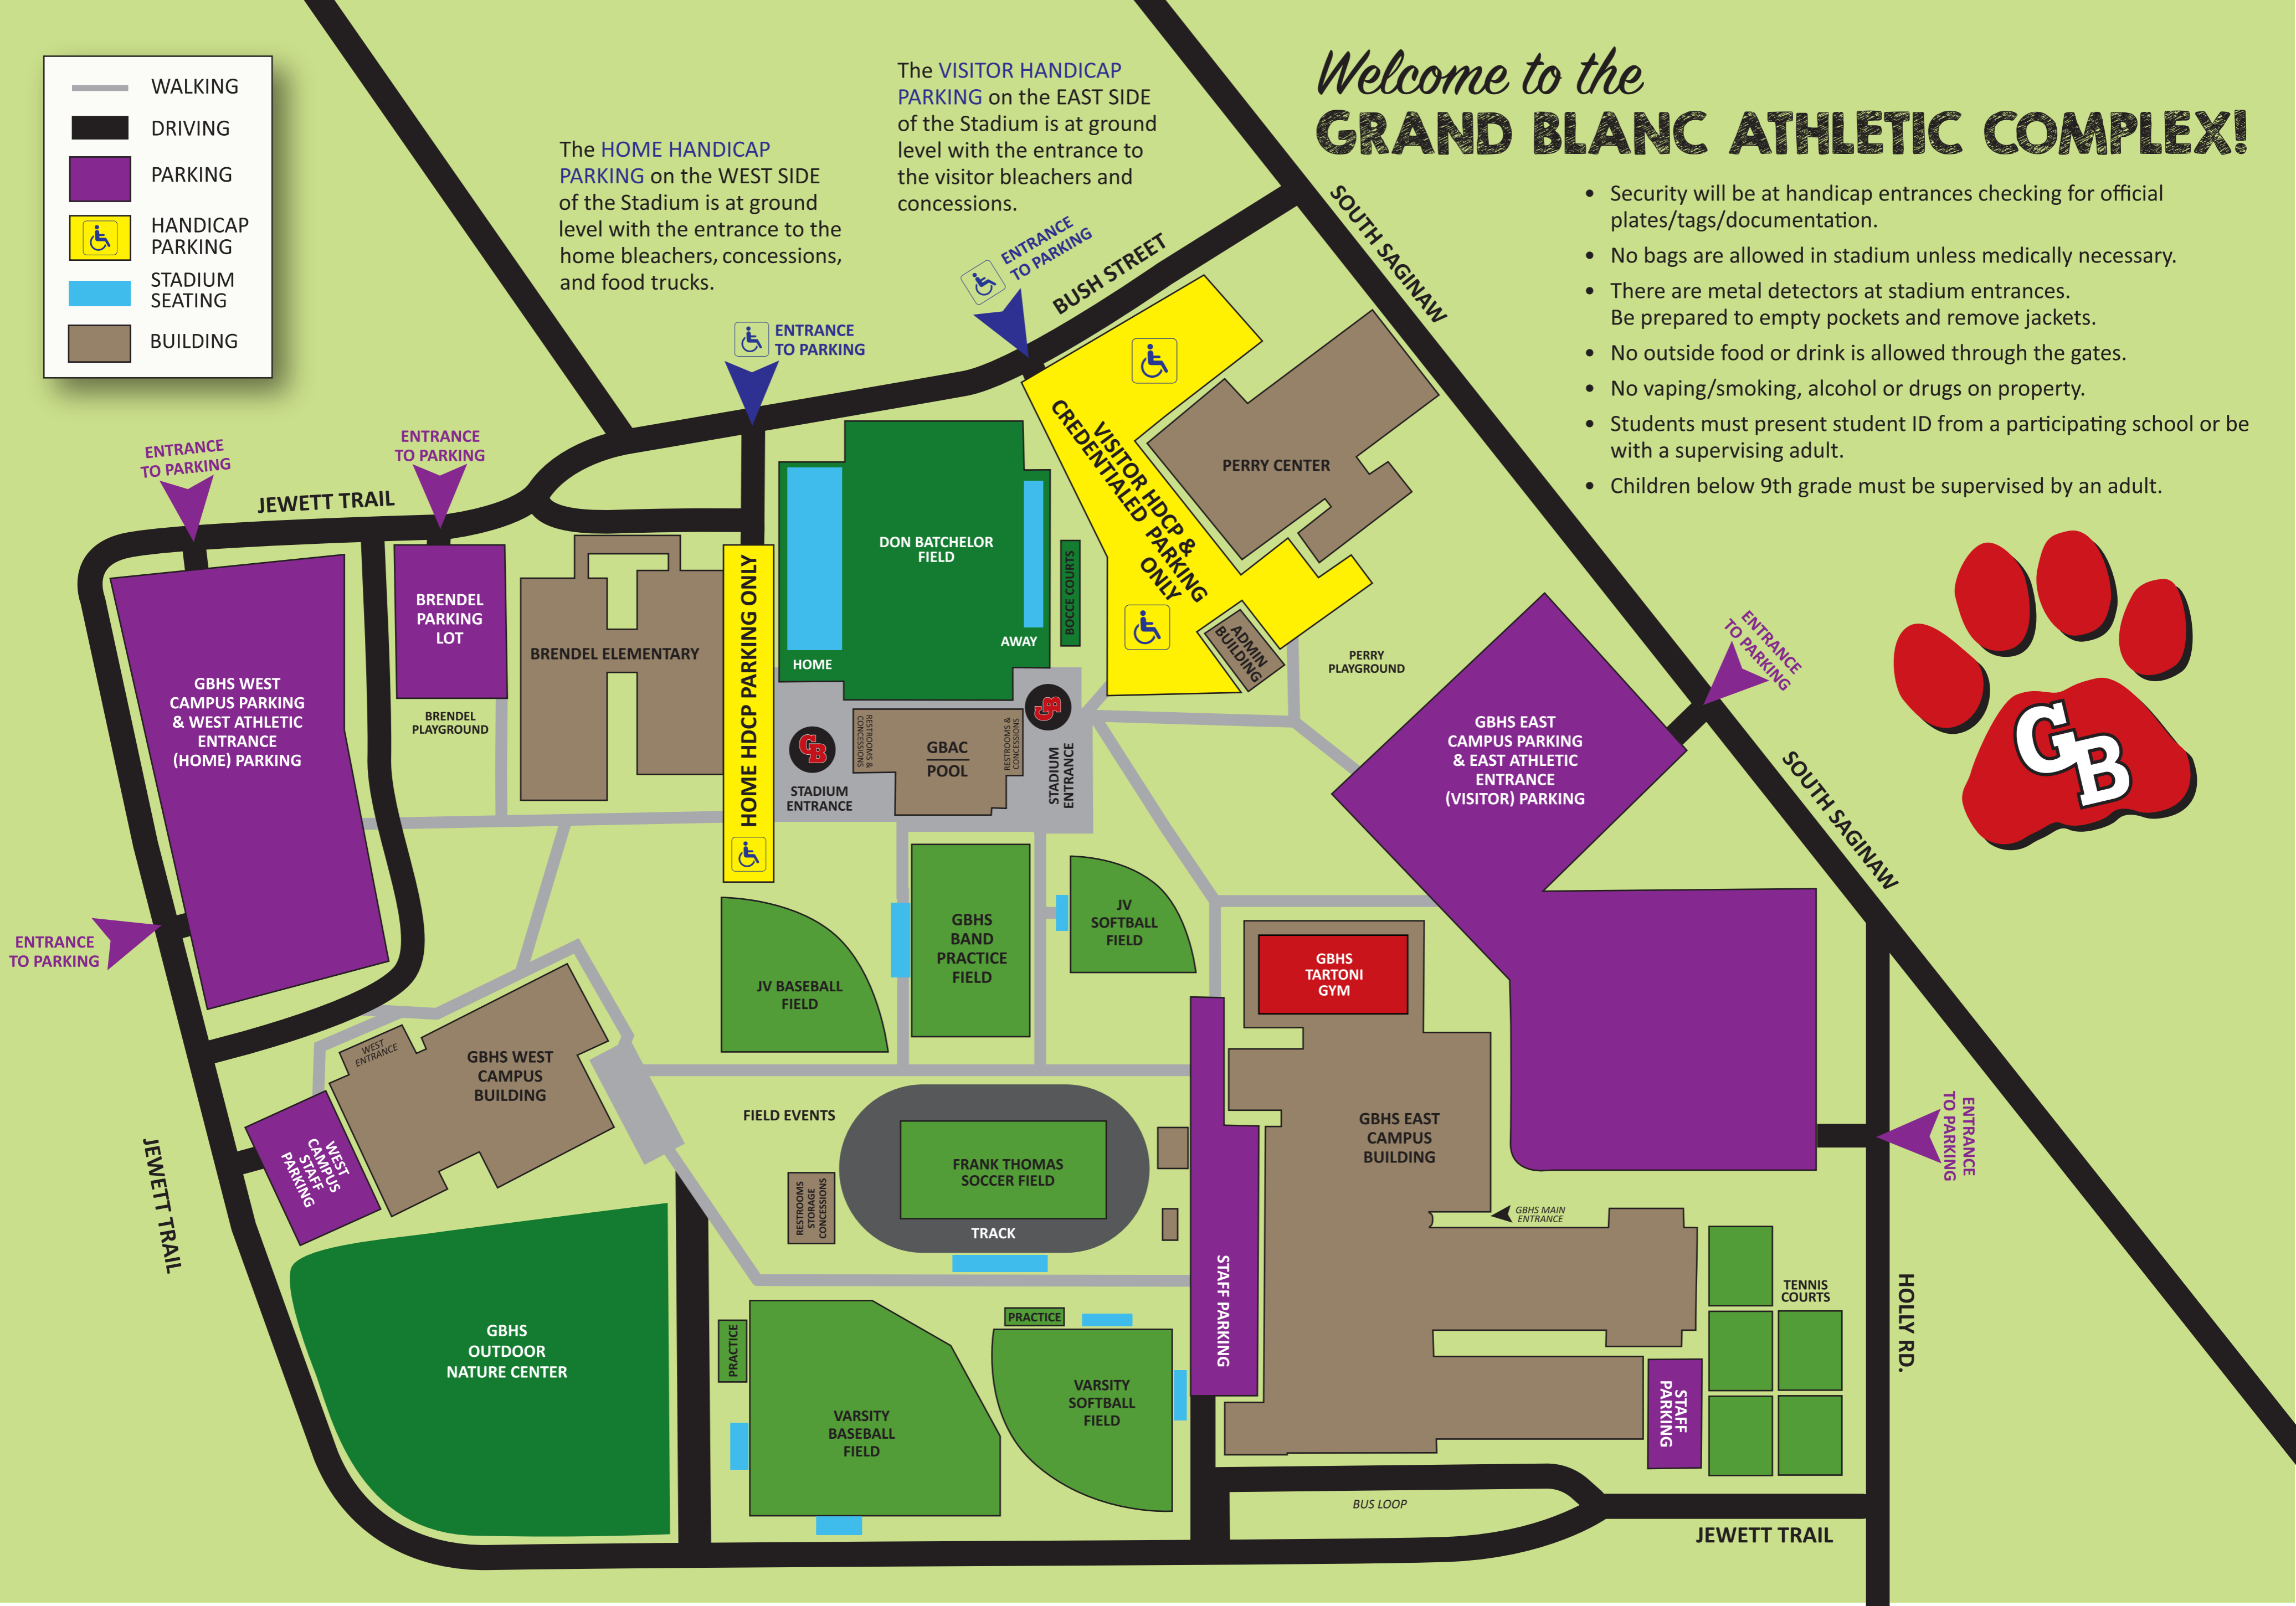 WALKING
DRIVING
PARKING
HANDICAP
PARKING
STADIUM
SEATING
BUILDING
The HOME HANDICAP
PARKING on the WEST SIDE
of the Stadium is at ground
level with the entrance to the
home bleachers, concessions,
and food trucks.
The VISITOR HANDICAP
PARKING on the EAST SIDE
of the Stadium is at ground
level with the entrance to
the visitor bleachers and
concessions.
Welcome to the
GRAND BLANC ATHLETIC COMPLEX!
• Security will be at handicap entrances checking for official
plates/tags/documentation.
• No bags are allowed in stadium unless medically necessary.
• There are metal detectors at stadium entrances.
Be prepared to empty pockets and remove jackets.
• No outside food or drink is allowed through the gates.
• No vaping/smoking, alcohol or drugs on property.
• Students must present student ID from a participating school or be
with a supervising adult.
• Children below 9th grade must be supervised by an adult.
GB
ENTRANCE
TO PARKING
ENTRANCE
TO PARKING
ENTRANCE
TO PARKING
ENTRANCE
TO PARKING
BUSH STREET
SOUTH SAGINAW
JEWETT TRAIL
GBHS WEST
CAMPUS PARKING
& WEST ATHLETIC
ENTRANCE
(HOME) PARKING
BRENDEL
PARKING
LOT
BRENDEL
PLAYGROUND
BRENDEL ELEMENTARY
HOME HDCP PARKING ONLY
DON BATCHELOR
FIELD
HOME
AWAY
BOCCE COURTS
VISITOR HDCP &
CREDENTIALED PARKING
ONLY
PERRY CENTER
ADMIN
BUILDING
PERRY
PLAYGROUND
ENTRANCE
TO PARKING
GBHS EAST
CAMPUS PARKING
& EAST ATHLETIC
ENTRANCE
(VISITOR) PARKING
SOUTH SAGINAW
GB
STADIUM
ENTRANCE
RESTROOMS &
CONCESSIONS
GBAC
POOL
RESTROOMS &
CONCESSIONS
GB
STADIUM
ENTRANCE
ENTRANCE
TO PARKING
JV BASEBALL
FIELD
GBHS
BAND
PRACTICE
FIELD
JV
SOFTBALL
FIELD
GBHS
TARTONI
GYM
WEST
ENTRANCE
GBHS WEST
CAMPUS
BUILDING
WEST
CAMPUS
STAFF
PARKING
JEWETT TRAIL
FIELD EVENTS
FRANK THOMAS
SOCCER FIELD
TRACK
RESTROOMS
STORAGE
CONCESSIONS
GBHS EAST
CAMPUS
BUILDING
GBHS MAIN
ENTRANCE
ENTRANCE
TO PARKING
STAFF PARKING
TENNIS
COURTS
HOLLY RD.
GBHS
OUTDOOR
NATURE CENTER
PRACTICE
VARSITY
BASEBALL
FIELD
PRACTICE
VARSITY
SOFTBALL
FIELD
STAFF
PARKING
BUS LOOP
JEWETT TRAIL